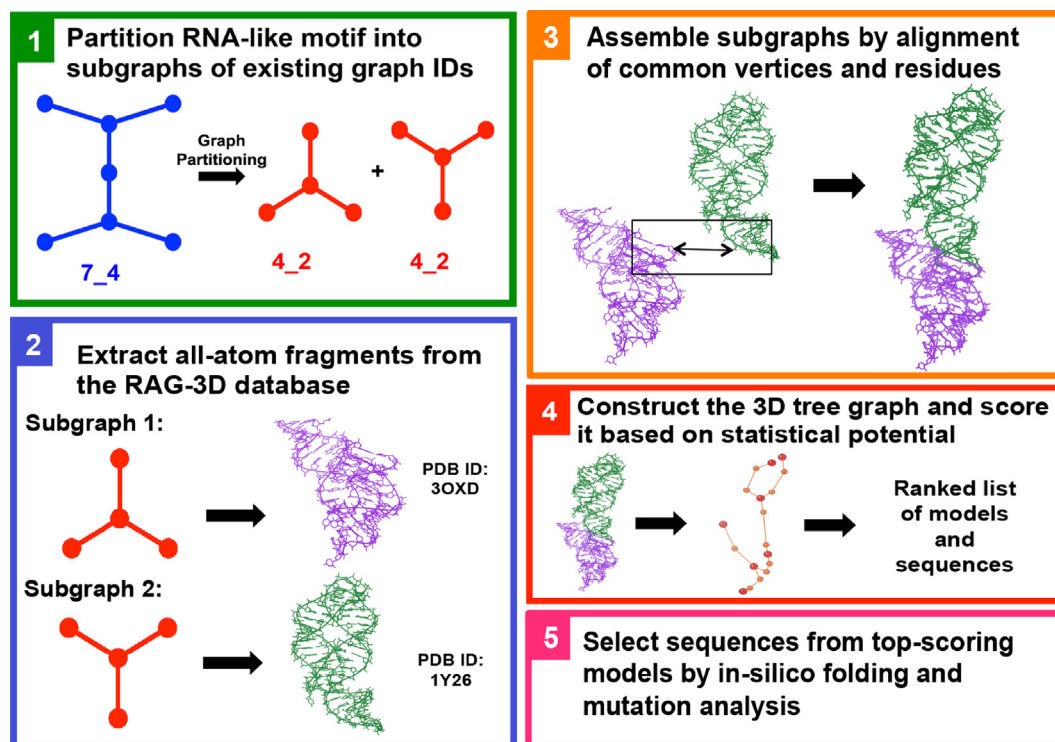 1
Partition RNA-like motif into
subgraphs of existing graph IDs
Graph
Partitioning
+
7_4
4_2
4_2
2
Extract all-atom fragments from
the RAG-3D database
Subgraph 1:
PDB ID:
3OXD
Subgraph 2:
PDB ID:
1Y26
3
Assemble subgraphs by alignment
of common vertices and residues
4
Construct the 3D tree graph and score
it based on statistical potential
Ranked list
of models
and
sequences
5
Select sequences from top-scoring
models by in-silico folding and
mutation analysis